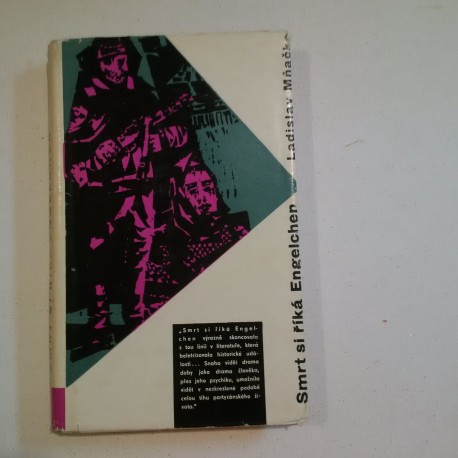 Smrt si říká Engelchen
Ladislav Mňačko
„Smrt si říká Engel-
chen výrazně skoncovala
s tou linií v literatuře, která
beletrizovala historické udá-
losti... Snaha vidět drama
doby jako drama člověka,
přes jeho psychiku, umožnila
vidět v nezkreslené podobě
celou tíhu partyzánského ži-
vota."